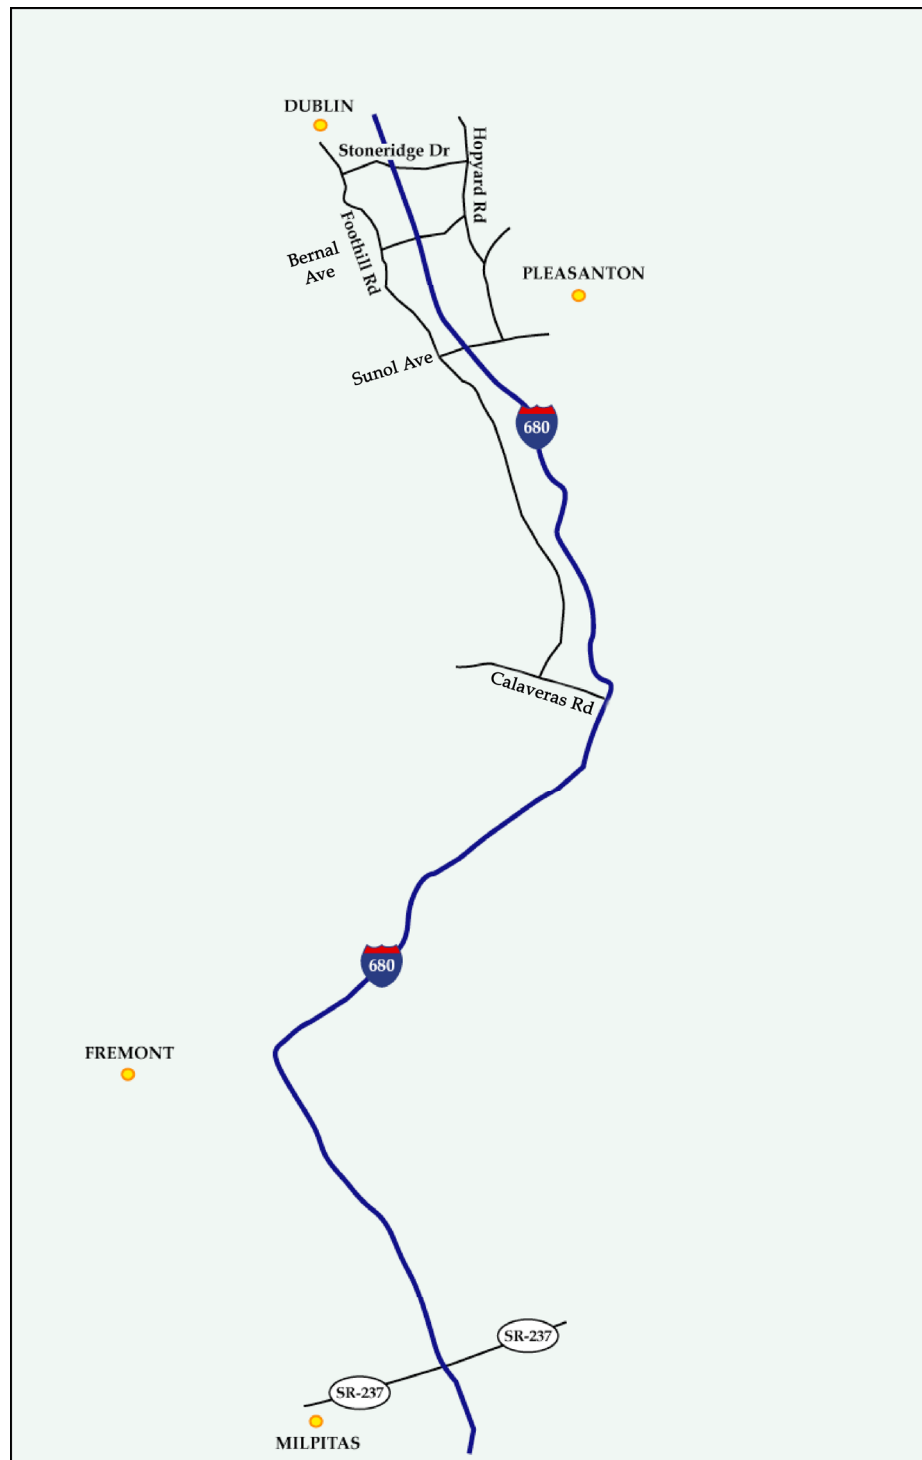 DUBLIN
Stoneridge Dr
Hopyard Rd
Foothill Rd
Bernal
Ave
PLEASANTON
Sunol Ave
680
Calaveras Rd
680
FREMONT
SR-237
SR-237
MILPITAS